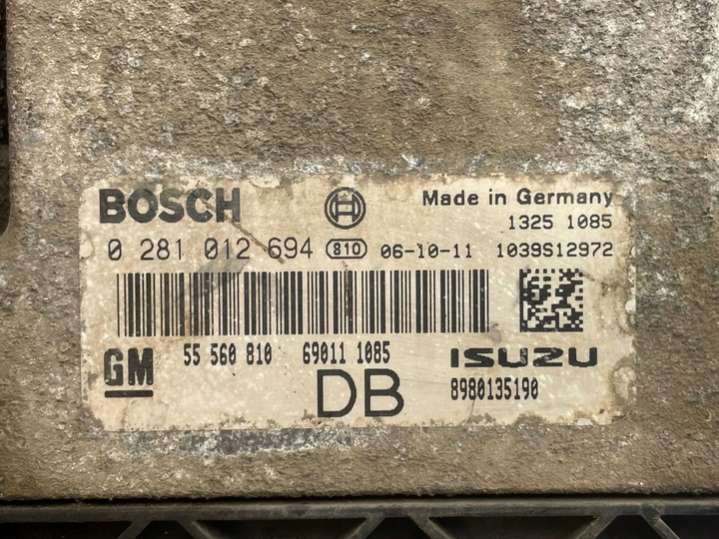 BOSCH Made in Germany
1325 1085
0 281 012 694 810 06-10-11 1039S12972
GM 55 560 810 69011 1085 ISUZU
DB 8980135190